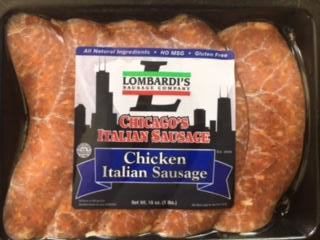 All Natural Ingredients • NO MSG • Gluten Free
L
LOMBARDI'S
SAUSAGE COMPANY
CHICAGO'S
ITALIAN SAUSAGE
Chicken
Italian Sausage
Net Wt. 16 oz. (1 lbs.)